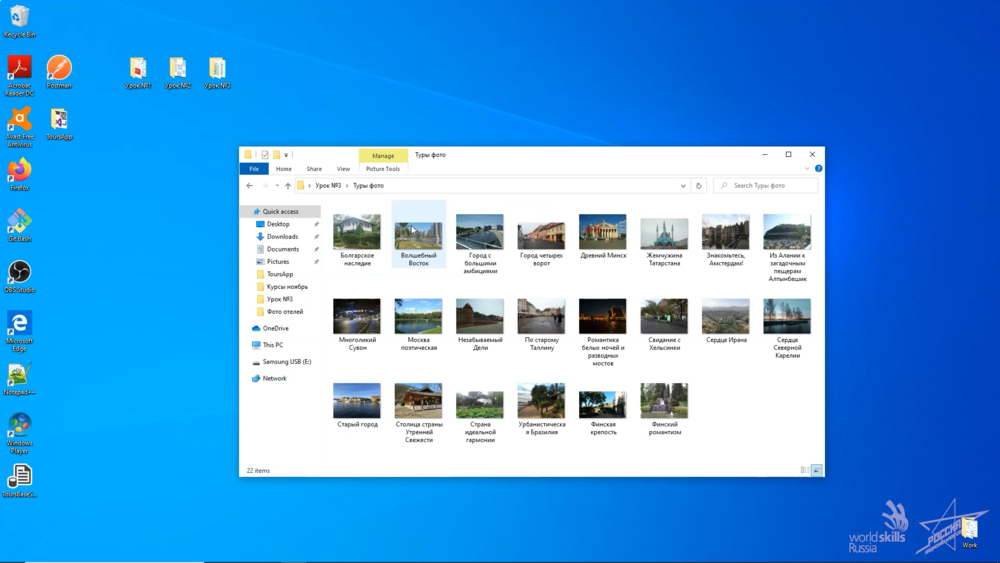 Recycle Bin
Acrobat
Reader DC
Postman
Урок №1
Урок №2
Урок №3
Avast Free
Antivirus
ToursApp
Firefox
Git Bash
OBS Studio
Microsoft
Edge
Notepad++
Windows
Player
ToursBaseS...
Manage
Туры фото
File
Home
Share
View
Picture Tools
Урок №3 › Туры фото
Search Туры фото
Quick access
Desktop
Downloads
Documents
Pictures
ToursApp
Курсы ноябрь
Урок №3
Фото отелей
OneDrive
This PC
Samsung USB (E:)
Network
Болгарское
наследие
Волшебный
Восток
Город с
большими
амбициями
Город четырех
ворот
Древний Минск
Жемчужина
Татарстана
Знакомьтесь,
Амстердам!
Из Алании к
загадочным
пещерам
Алтынбешик
Многоликий
Сувон
Москва
поэтическая
Незабываемый
Дели
По старому
Таллину
Романтика
белых ночей и
разводных
мостов
Свидание с
Хельсинки
Сердце Ирана
Сердце
Северной
Карелии
Старый город
Столица страны
Утренней
Свежести
Страна
идеальной
гармонии
Урбанистическа
я Бразилия
Финская
крепость
Финский
романтизм
22 items
worldskills
Russia
РОССИЯ
Work